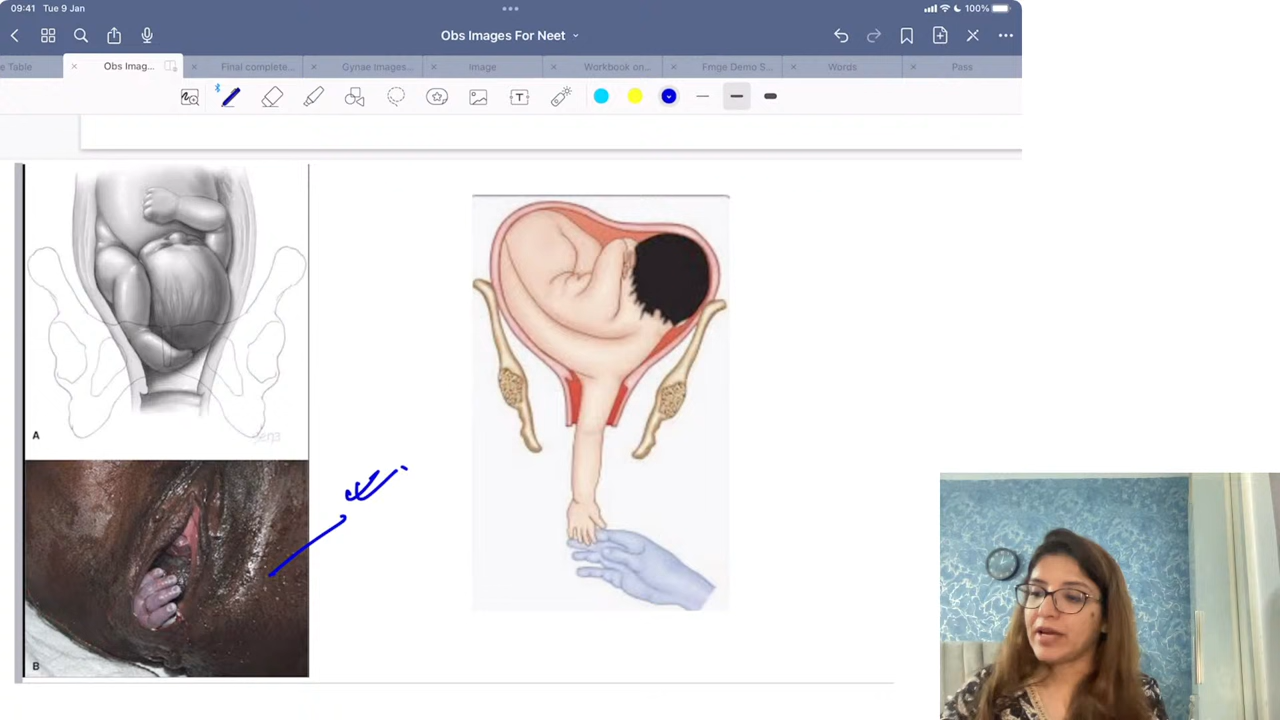 09:41 Tue 9 Jan
100%
Obs Images For Neet
e Table
Obs Imag...
Final complete...
Gynae Images...
Image
Workbook on...
Fmge Demo S...
Words
Pass
T
A
B